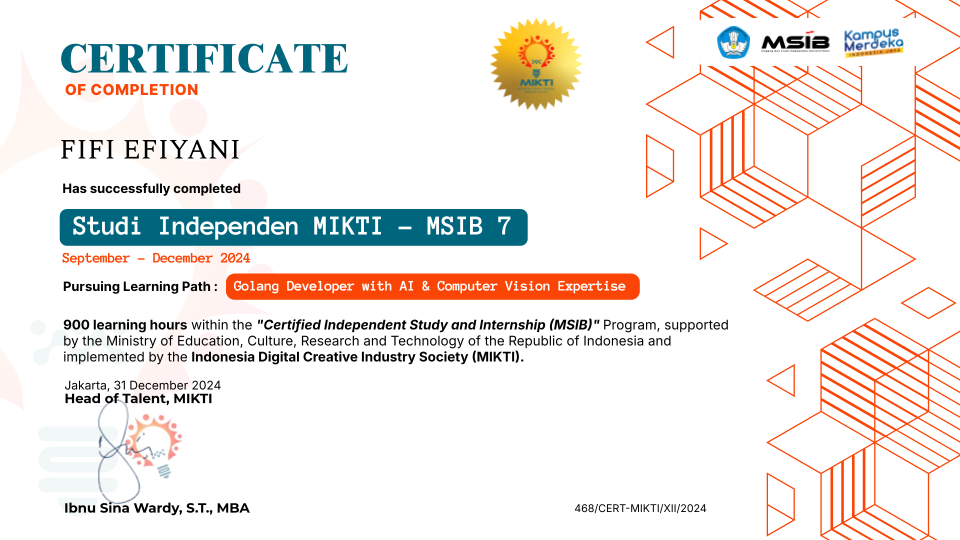 CERTIFICATE
OF COMPLETION
MIKTI
MSIB
Kampus
Merdeka
INDONESIA JAYA
FIFI EFIYANI
Has successfully completed
Studi Independen MIKTI – MSIB 7
September – December 2024
Pursuing Learning Path : Golang Developer with AI & Computer Vision Expertise
900 learning hours within the "Certified Independent Study and Internship (MSIB)" Program, supported
by the Ministry of Education, Culture, Research and Technology of the Republic of Indonesia and
implemented by the Indonesia Digital Creative Industry Society (MIKTI).
Jakarta, 31 December 2024
Head of Talent, MIKTI
Ibnu Sina Wardy, S.T., MBA
468/CERT-MIKTI/XII/2024